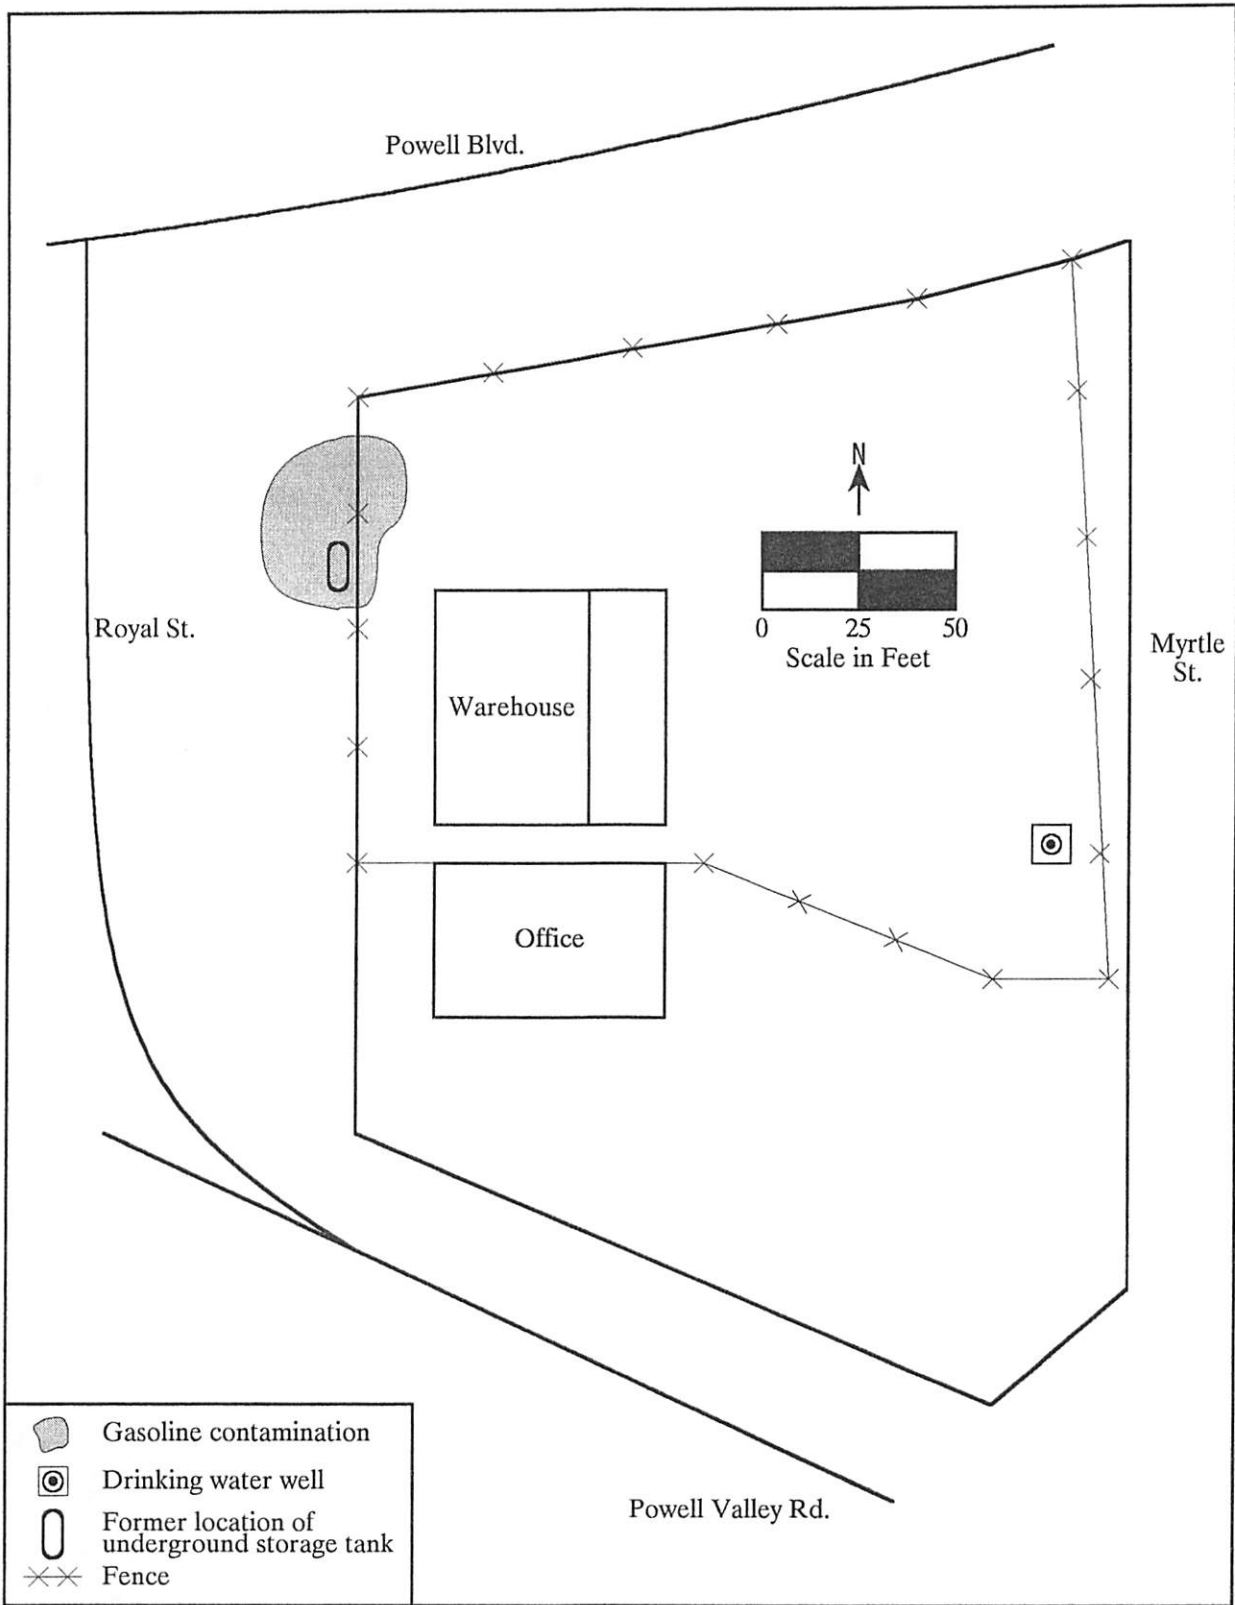 Powell Blvd.
N
0 25 50
Scale in Feet
Royal St.
Myrtle
St.
Warehouse
Office
Gasoline contamination
Drinking water well
Former location of
underground storage tank
Fence
Powell Valley Rd.